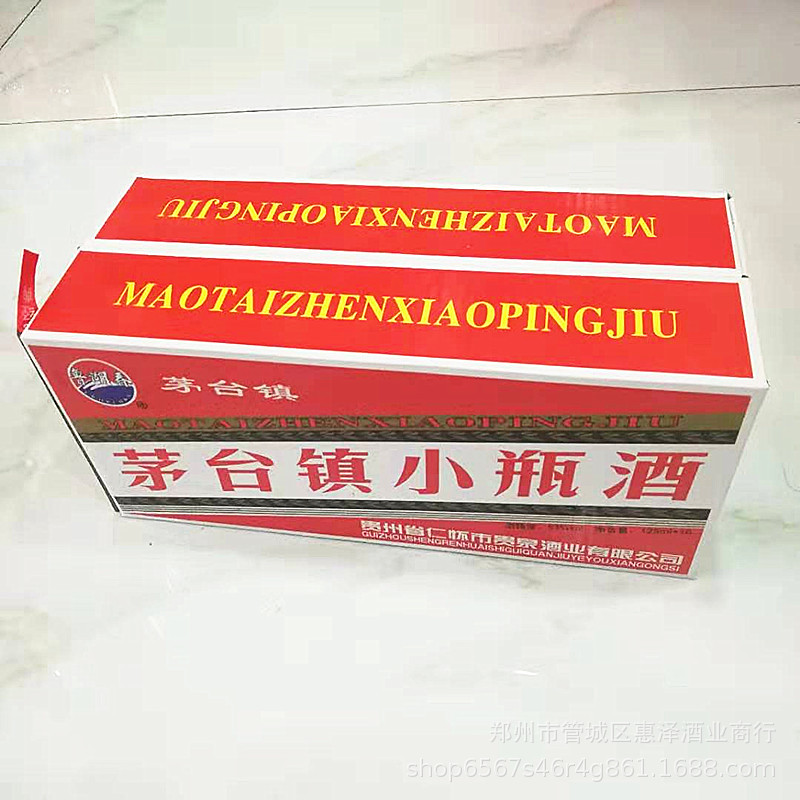 MAOTAIZHENXIAOPINGJIU
MAOTAIZHENXIAOPINGJIU
茅台镇
MAOTAIZHENXIAOPING JIU
茅台镇小瓶酒
贵州省仁怀市贵泉酒业有限公司
GUIZHOUSHENGRENHUAISHIGUIQUANJIUYEYOUXIANGONGSI
郑州市管城区惠泽酒业商行
shop6567s46r4g861.1688.com